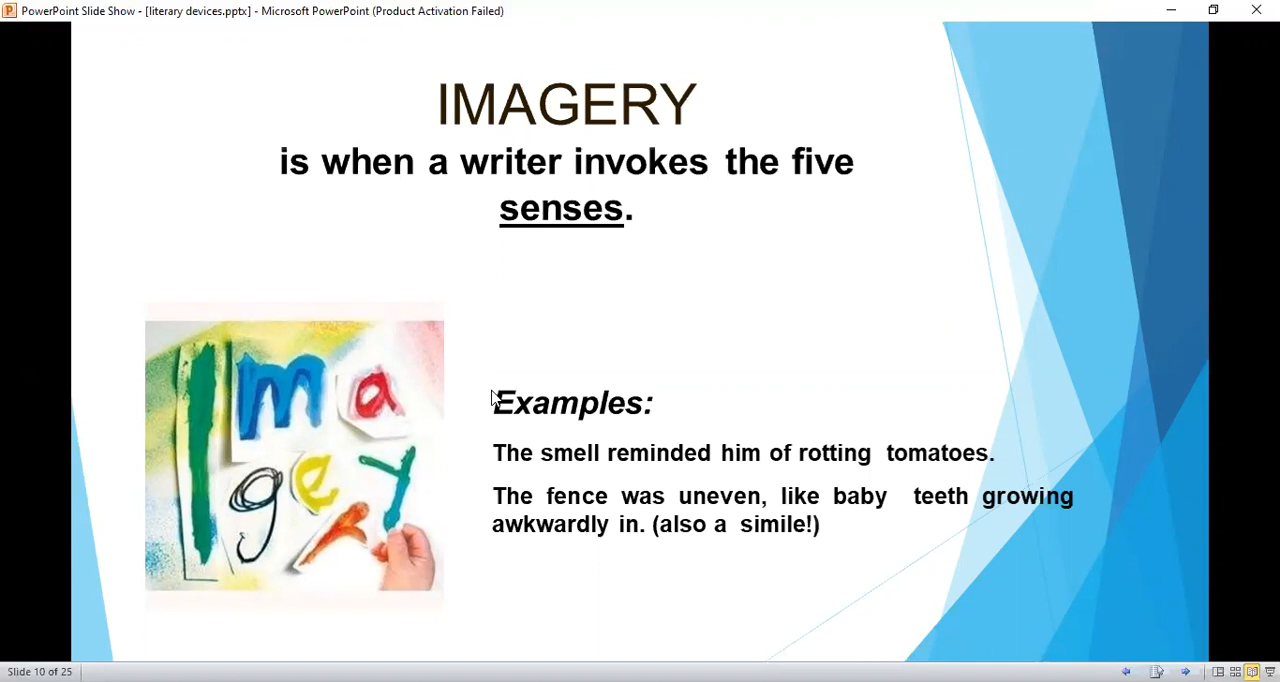 PowerPoint Slide Show - [literary devices.pptx] - Microsoft PowerPoint (Product Activation Failed)
IMAGERY
is when a writer invokes the five
senses.
Ima
gery
Examples:
The smell reminded him of rotting tomatoes.
The fence was uneven, like baby teeth growing
awkwardly in. (also a simile!)
Slide 10 of 25